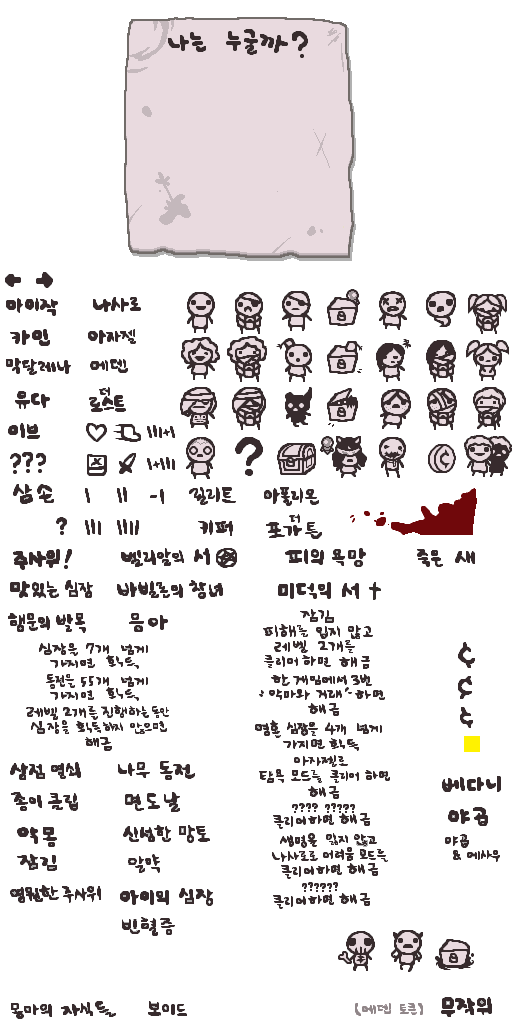 나는 누굴까?
아이작 나사로
카인 아자젤
막달레나 에덴
유다 더 로스트
이브 III+I
??? I+III
삼손 I II -I 릴리트 아폴리온
? III IIII 키퍼 더 포가튼
주사위! 벨리알의 서 피의 욕망 죽은 새
맛있는 심장 바빌론의 창녀 미덕의 서 †
행운의 발목 믐아
잠김
피해를 입지 않고
레벨 2개를
클리어하면 해금
심장을 7개 넘게
가지면 획득
한 게임에서 3번
'악마와 거래' 하면
해금
동전을 55개 넘게
가지면 획득
레벨 2개를 진행하는동안
심장을 획득하지 않으면
해금
영혼 심장을 4개 넘게
가지면 획득
아자젤로
탐욕 모드를 클리어 하면
해금
???? ?????
클리어하면 해금
생명을 잃지 않고
나사로로 어려움 모드를
클리어하면 해금
??????
클리어하면 해금
¢
¢
¢
삼전 열쇠 나무 동전
종이 클립 면도날
악몽 신성한 망토
잠김 알약
영원한 주사위 아이의 심장
빈혈증
베다니
야곱
야곱
& 에사우
몽마의 자식들 보이드 (에덴 토큰) 무작위